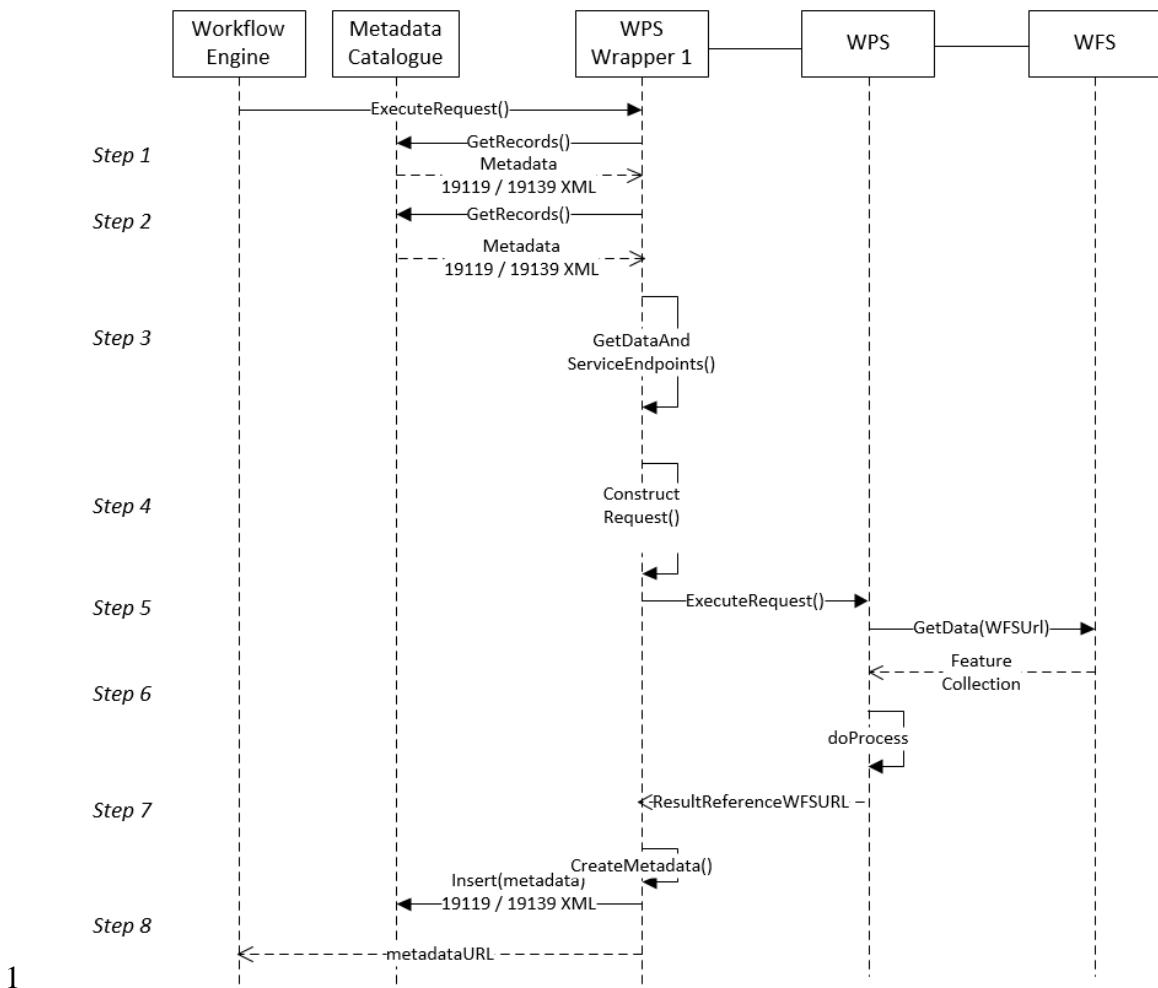 Workflow
Engine
Metadata
Catalogue
WPS
Wrapper 1
WPS
WFS
ExecuteRequest()
GetRecords()
Step 1
Metadata
19119 / 19139 XML
GetRecords()
Step 2
Metadata
19119 / 19139 XML
Step 3
GetDataAnd
ServiceEndpoints()
Step 4
Construct
Request()
Step 5
ExecuteRequest()
GetData(WFSUrl)
Feature
Collection
Step 6
doProcess
Step 7
ResultReferenceWFSURL
CreateMetadata()
Insert(metadata)
19119 / 19139 XML
Step 8
metadataURL
1